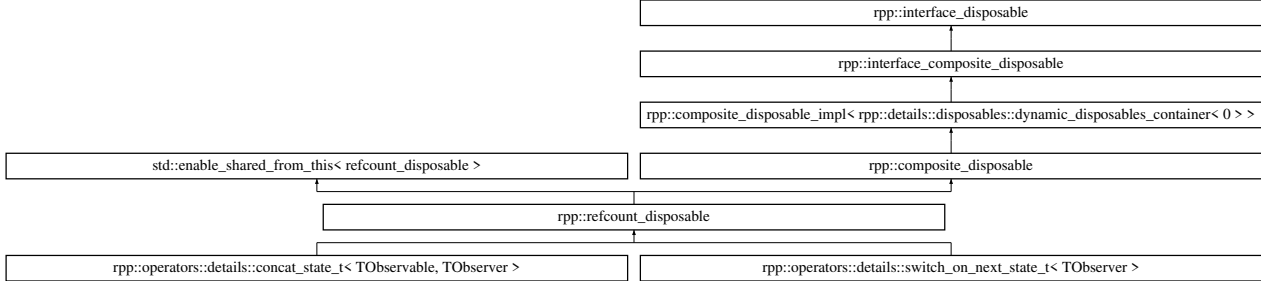 rpp::interface_disposable
rpp::interface_composite_disposable
rpp::composite_disposable_impl< rpp::details::disposables::dynamic_disposables_container< 0 > >
std::enable_shared_from_this< refcount_disposable >
rpp::composite_disposable
rpp::refcount_disposable
rpp::operators::details::concat_state_t< TObservable, TObserver >
rpp::operators::details::switch_on_next_state_t< TObserver >